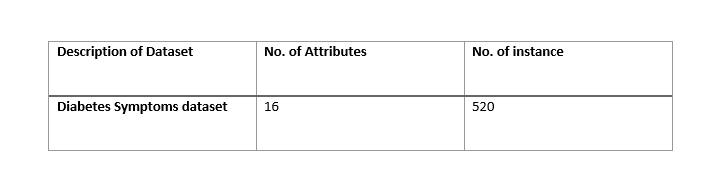 Description of Dataset No. of Attributes No. of instance
Diabetes Symptoms dataset 16 520